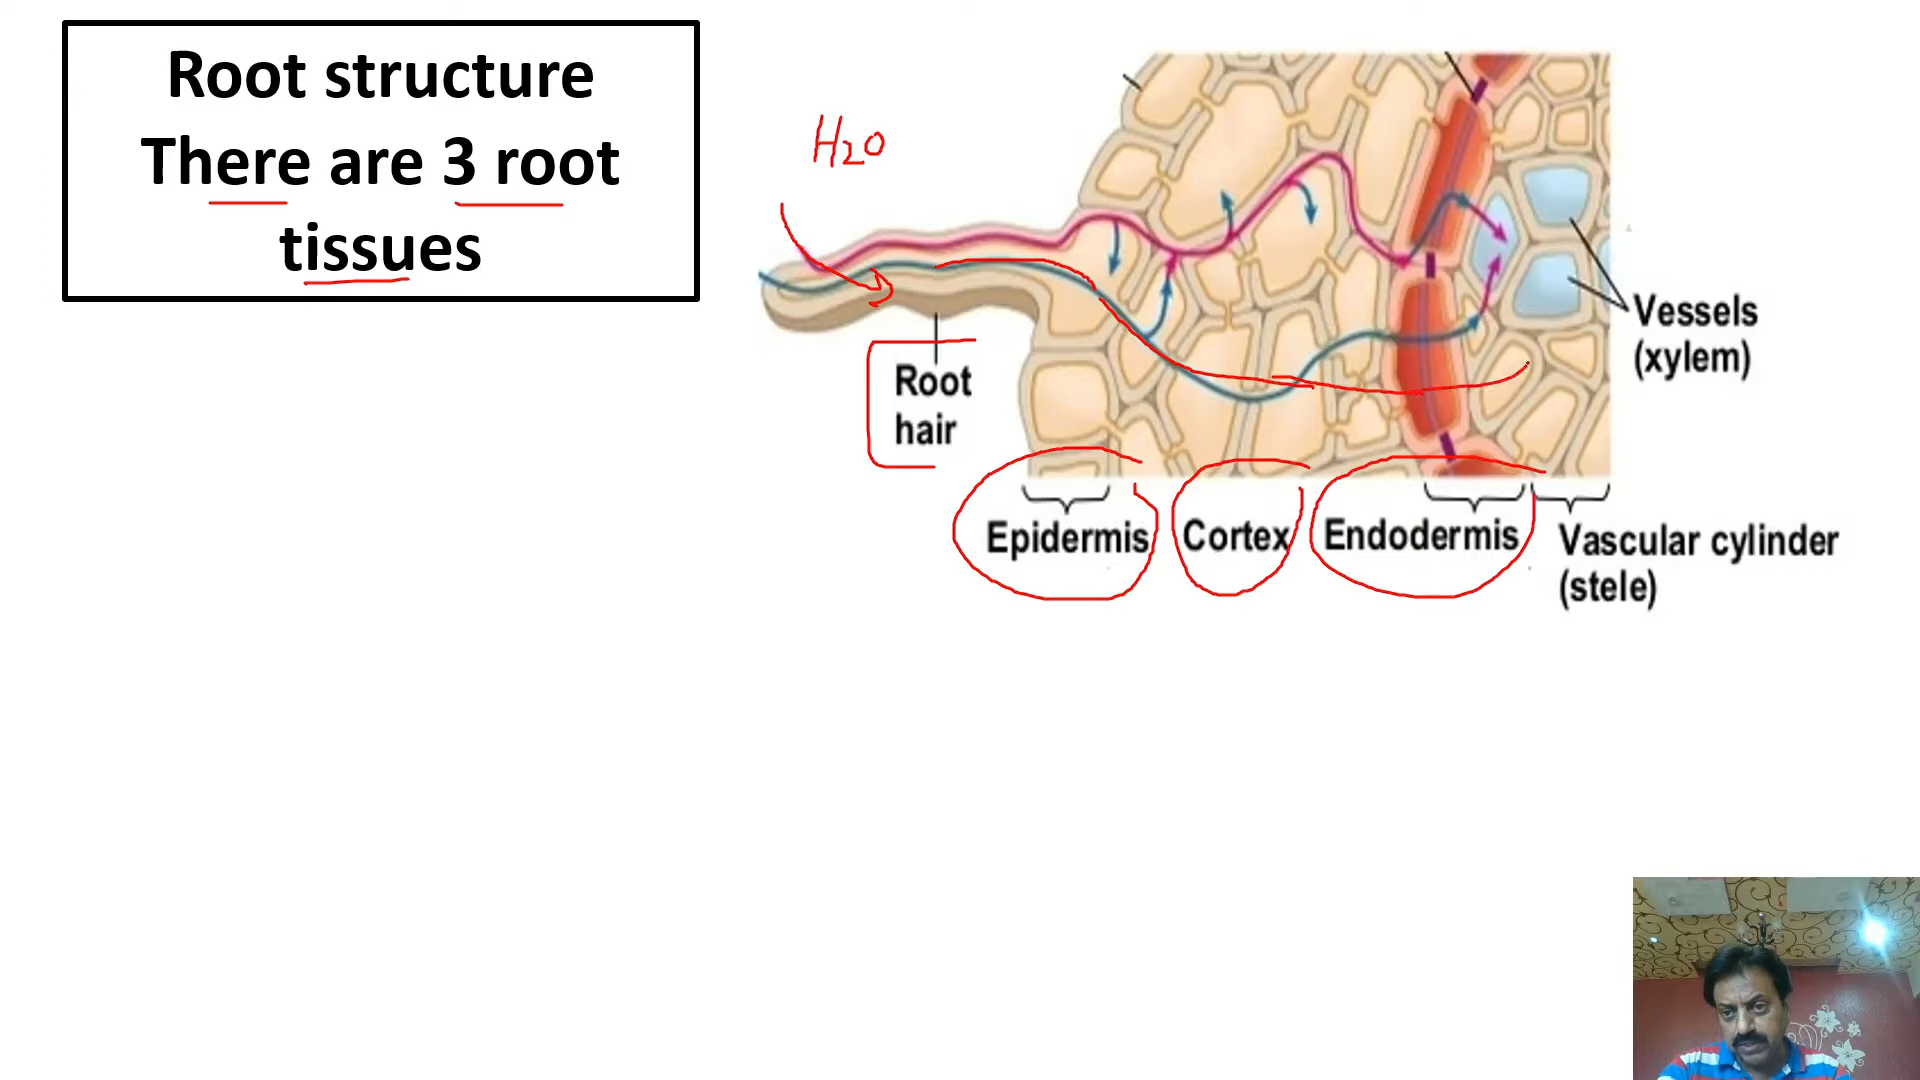 Root structure
There are 3 root
tissues
H2O
Root
hair
Vessels
(xylem)
Epidermis
Cortex
Endodermis
Vascular cylinder
(stele)